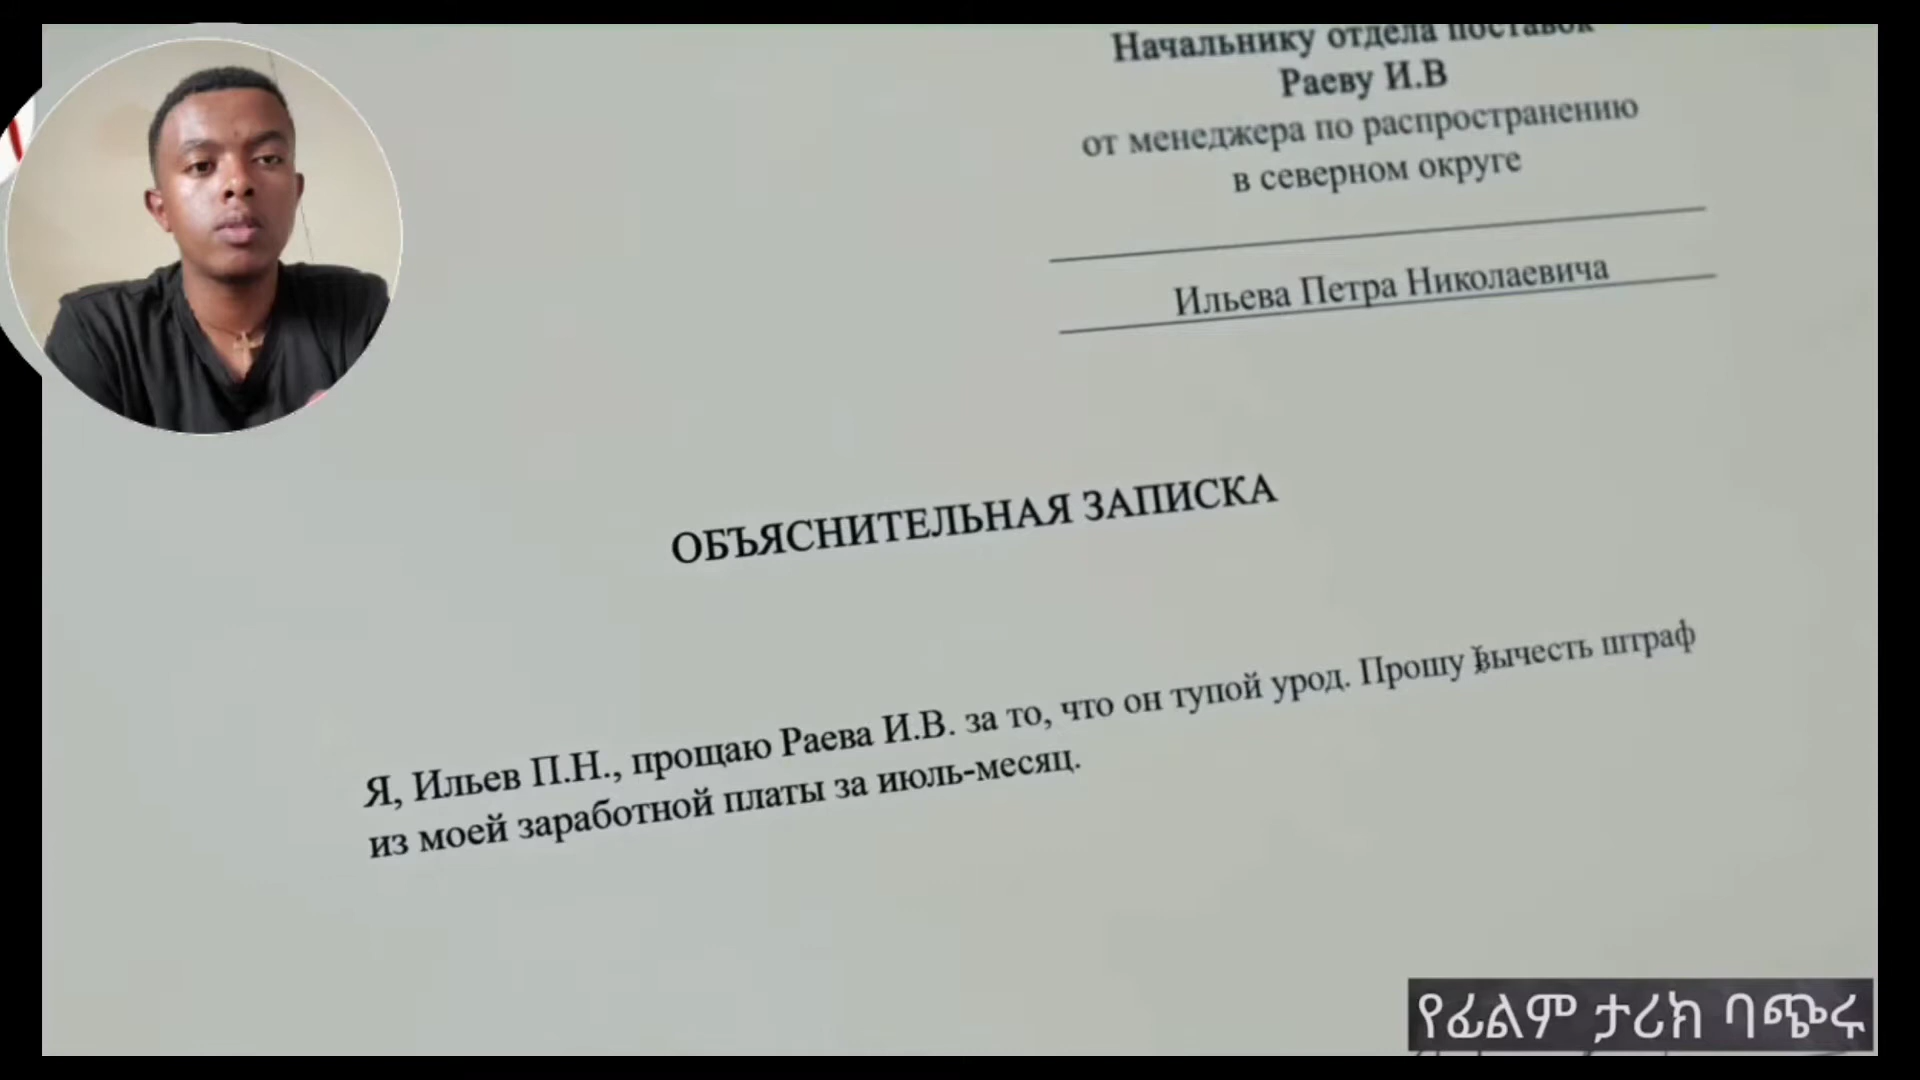 Начальнику отдела поставок
Раеву И.В
от менеджера по распространению
в северном округе
Ильева Петра Николаевича
ОБЪЯСНИТЕЛЬНАЯ ЗАПИСКА
Я, Ильев П.Н., прощаю Раева И.В. за то, что он тупой урод. Прошу вычесть штраф
из моей заработной платы за июль-месяц.
የፊልም ታሪክ ባጭሩ